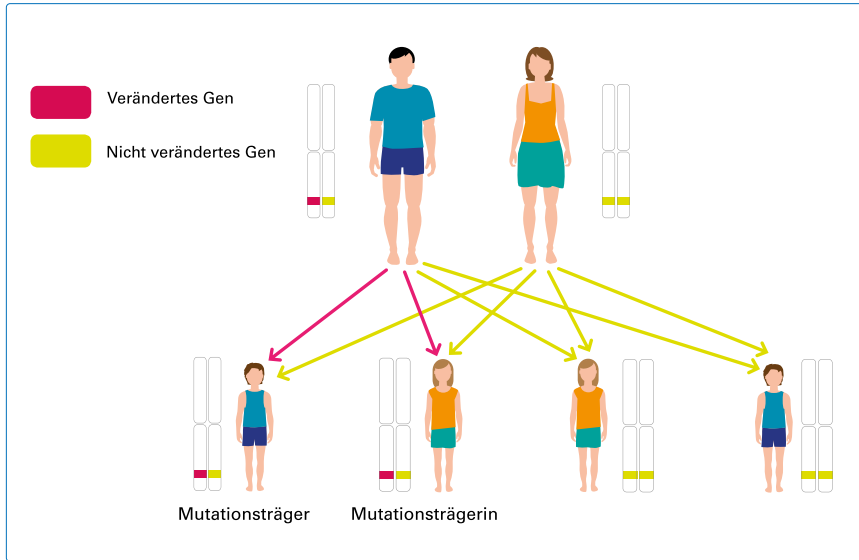 Verändertes Gen
Nicht verändertes Gen
Mutationsträger
Mutationsträgerin